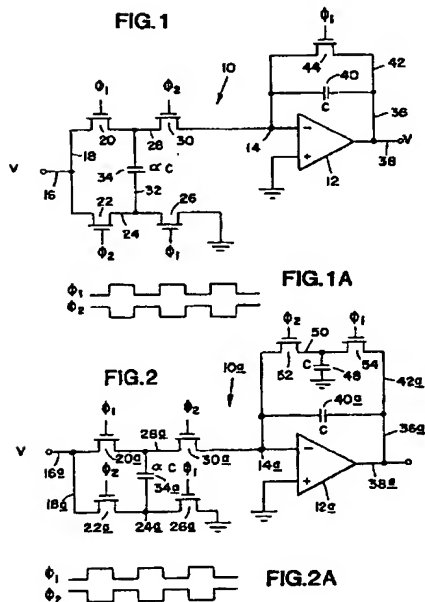 FIG.1
ϕ₁
10
44
42
40
C
36
ϕ₁
ϕ₂
20
28
30
14
18
34
∝ C
V
16
32
26
12
38
V
22
24
ϕ₂
ϕ₁
FIG.1A
ϕ₁
ϕ₂
FIG.2
10a
ϕ₂
50
ϕ₁
52
C
48
54
42a
40a
C
36a
ϕ₁
28a
ϕ₂
V
16a
20a
30a
14a
ϕ₂
∝ C
34a
ϕ₁
18a
12a
38a
22a
24a
26a
FIG.2A
ϕ₁
ϕ₂